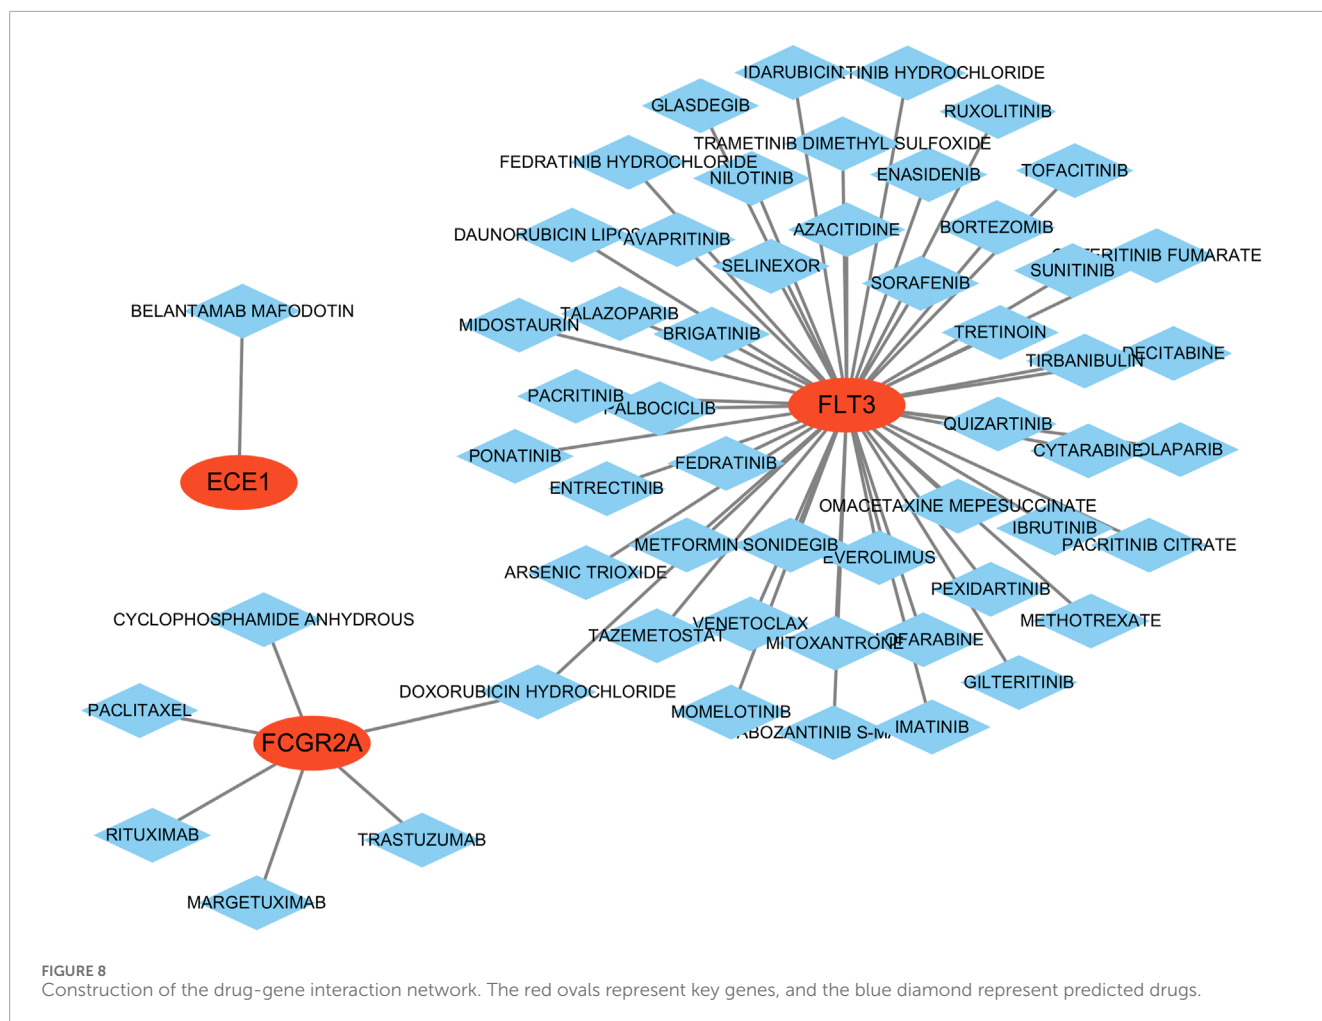 IDARUBICIN
TINIB HYDROCHLORIDE
GLASDEGIB
RUXOLITINIB
TRAMETINIB DIMETHYL SULFOXIDE
FEDRATINIB HYDROCHLORIDE
NILOTINIB
ENASIDENIB
TOFACITINIB
DAUNORUBICIN
AVAPRITINIB
AZACITIDINE
BORTEZOMIB
FUMARATE
SELINEXOR
SUNITINIB
SORAFENIB
BELANTAMAB MAFODOTIN
TALAZOPARIB
MIDOSTAURIN
BRIGATINIB
TRETINOIN
TIRBANIBULIN
DECITABINE
PACRITINIB
PALBOCICLIB
FLT3
QUIZARTINIB
PONATINIB
FEDRATINIB
CYTARABINE
OLAPARIB
ECE1
ENTRECTINIB
OMACETAXINE MEPESUCCINATE
IBRUTINIB
METFORMIN
SONIDEGIB
EVEROLIMUS
PACRITINIB CITRATE
ARSENIC TRIOXIDE
PEXIDARTINIB
CYCLOPHOSPHAMIDE ANHYDROUS
METHOTREXATE
TAZEMETOSTAT
VENETOCLAX
MITOXANTRONE
OFARABINE
GILTERITINIB
DOXORUBICIN HYDROCHLORIDE
PACLITAXEL
MOMELOTINIB
ABOZANTINIB S-M
IMATINIB
FCGR2A
RITUXIMAB
TRASTUZUMAB
MARGETUXIMAB
FIGURE 8
Construction of the drug-gene interaction network. The red ovals represent key genes, and the blue diamond represent predicted drugs.